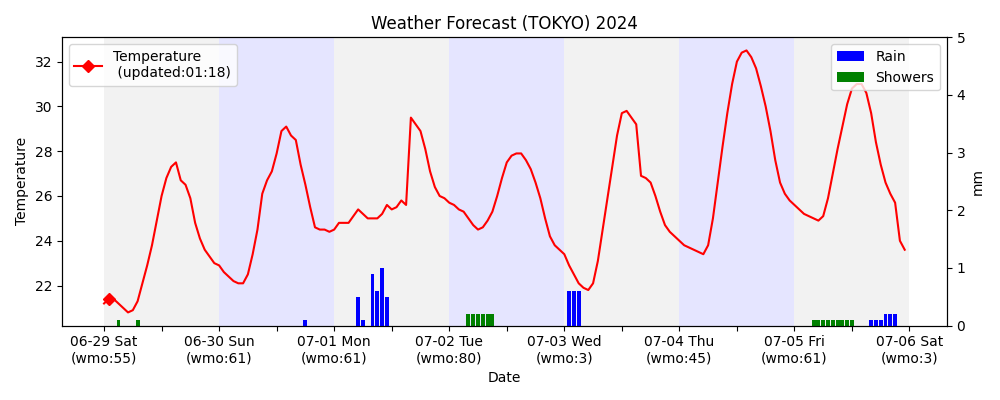 Weather Forecast (TOKYO) 2024
Temperature
(updated:01:18)
Rain
Showers
Temperature
32
30
28
26
24
22
5
4
3
2
1
0
mm
06-29 Sat
(wmo:55)
06-30 Sun
(wmo:61)
07-01 Mon
(wmo:61)
07-02 Tue
(wmo:80)
07-03 Wed
(wmo:3)
07-04 Thu
(wmo:45)
07-05 Fri
(wmo:61)
07-06 Sat
(wmo:3)
Date